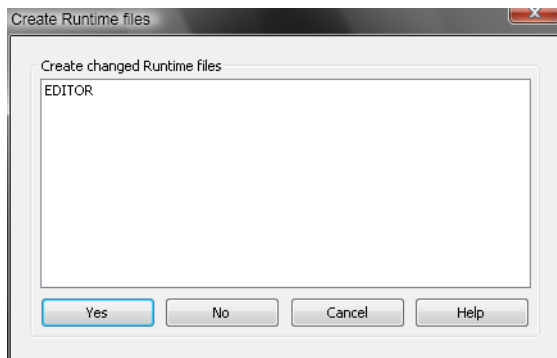 Create Runtime files
Create changed Runtime files
EDITOR
Yes No Cancel Help